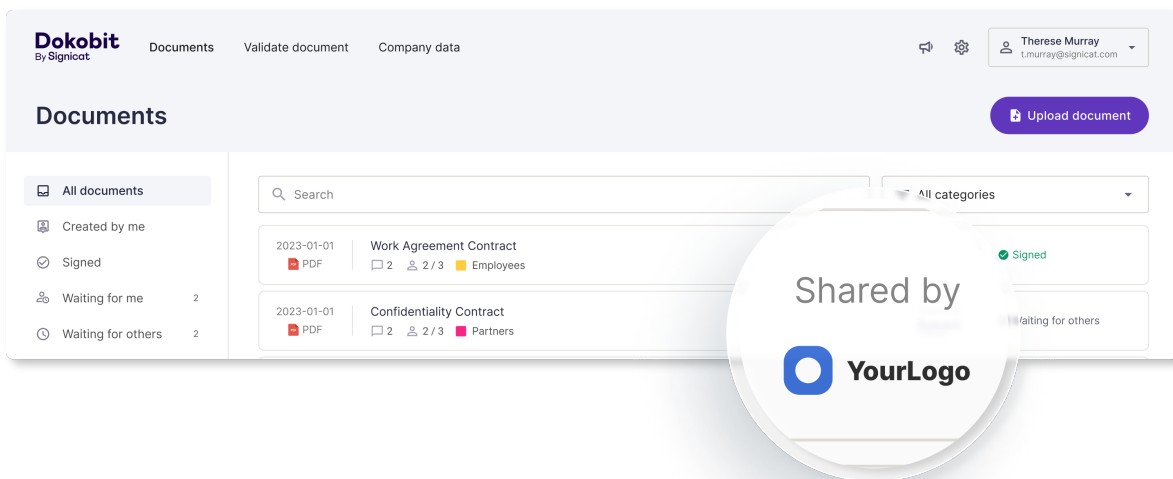 Dokobit
By Signicat
Documents
Validate document
Company data
Therese Murray
t.murray@signicat.com
Documents
Upload document
All documents
Created by me
Signed
Waiting for me 2
Waiting for others 2
Search
All categories
2023-01-01
PDF
Work Agreement Contract
2 2 / 3 Employees
Signed
2023-01-01
PDF
Confidentiality Contract
2 2 / 3 Partners
Waiting for others
Shared by
YourLogo